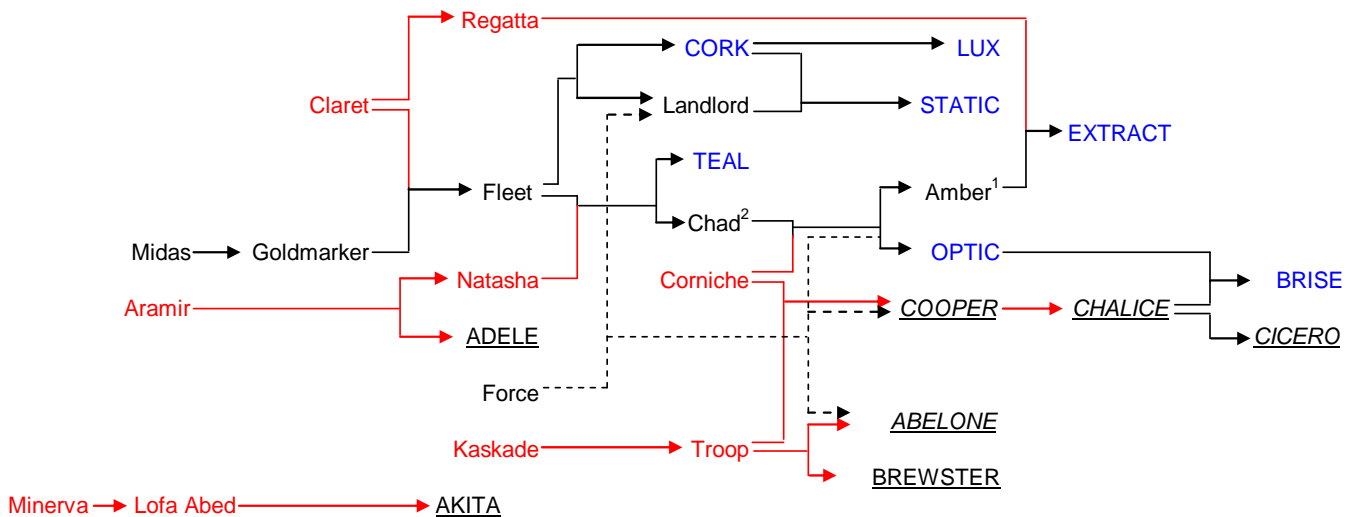 Regatta
CORK
LUX
Claret
Landlord
STATIC
EXTRACT
TEAL
Fleet
Amber¹
Chad²
Midas
Goldmarker
OPTIC
Natasha
Corniche
BRISE
Aramir
COOPER
CHALICE
ADELE
CICERO
Force
ABELONE
Kaskade
Troop
BREWSTER
Minerva
Lofa Abed
AKITA